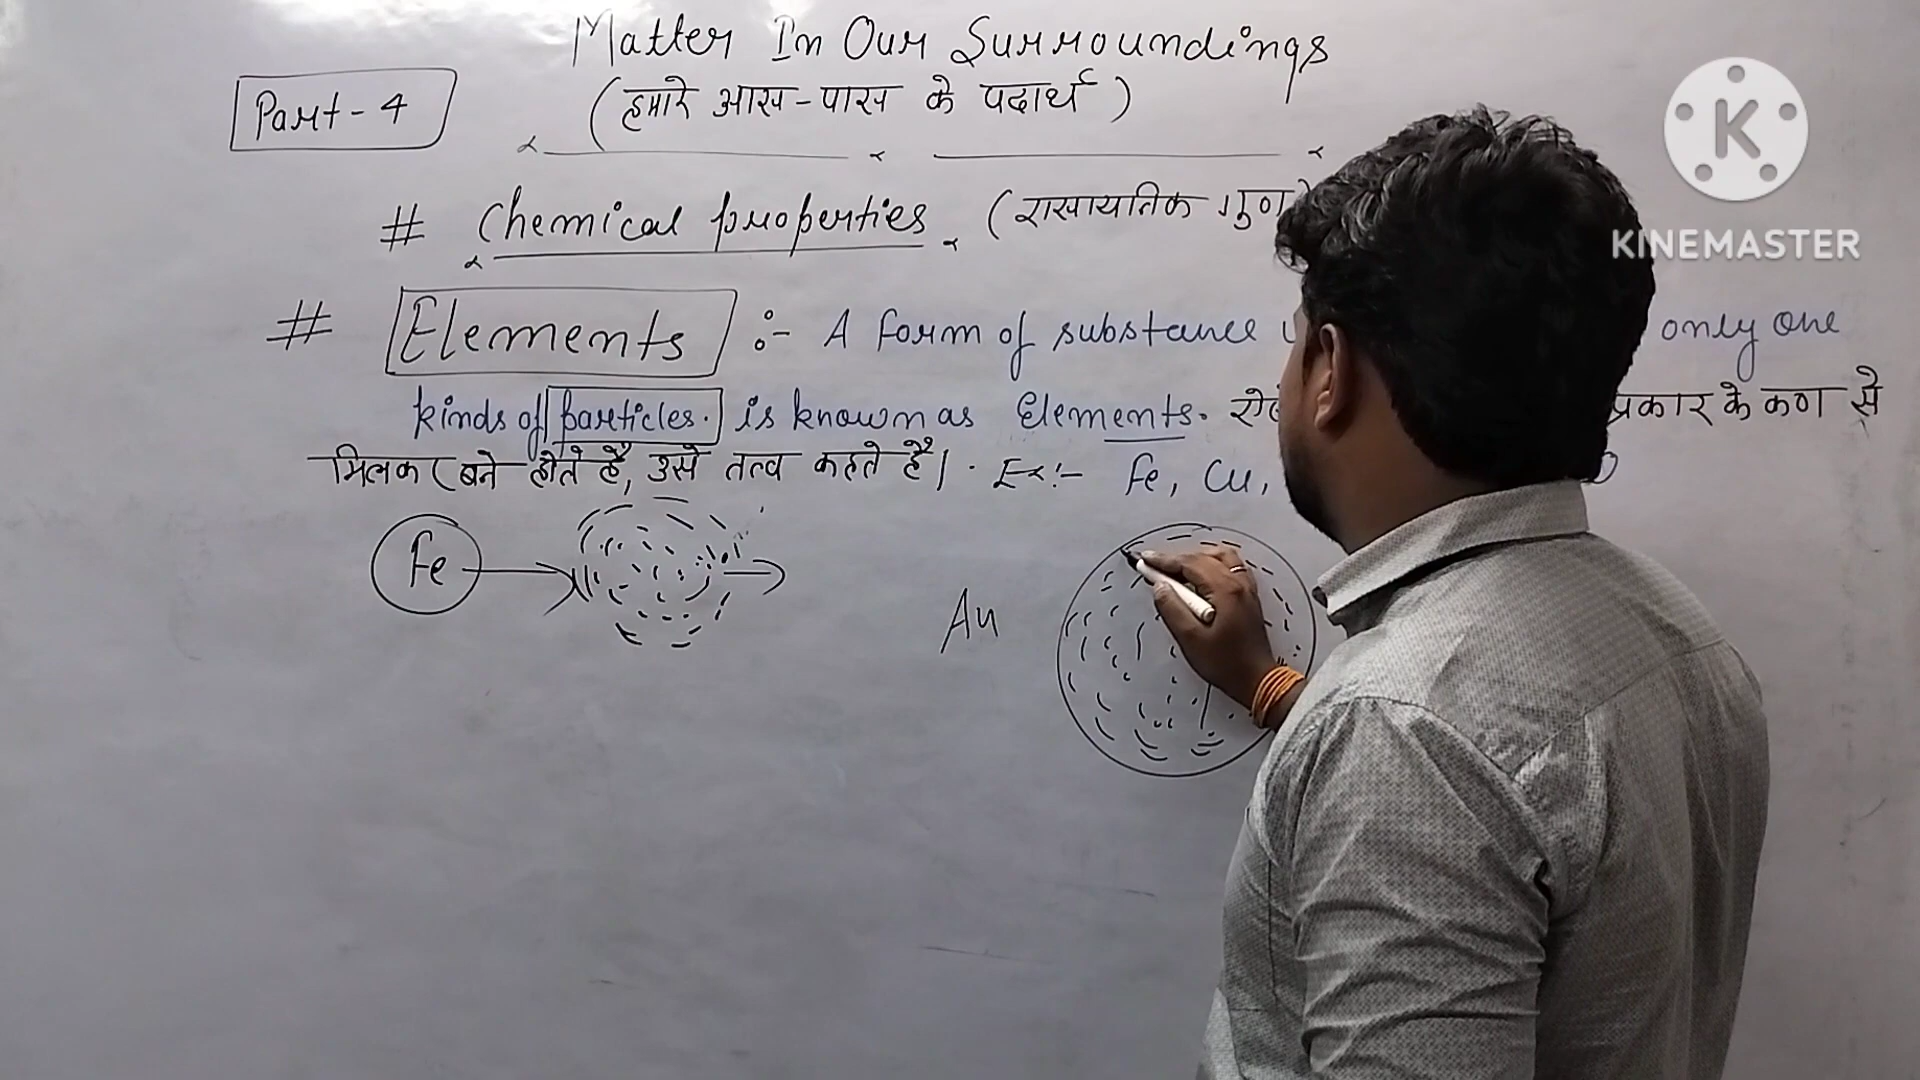 Matter In Our Surroundings
Part - 4
(हमारे आस-पास के पदार्थ)
# Chemical properties (रासायनिक गुण
# Elements :- A form of substance only one
kinds of particles. is known as Elements. प्रकार के कण से
मिलकर बने होते हैं, उसे तत्व कहते हैं। Ex:- Fe, Cu,
Fe
Au
K
KINEMASTER